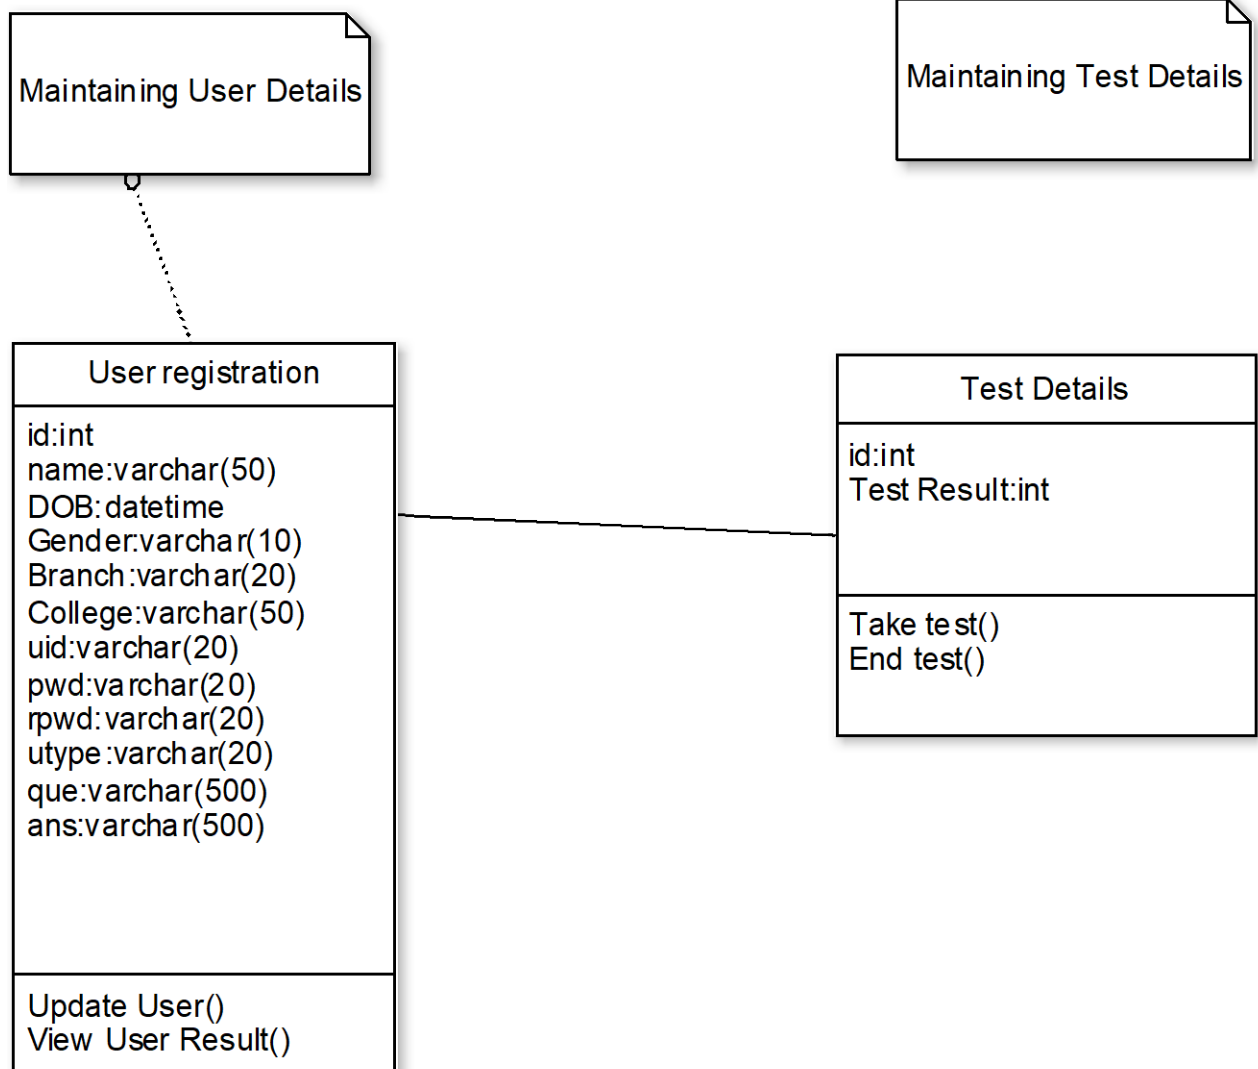 Maintaining User Details
Maintaining Test Details
User registration
id:int
name:varchar(50)
DOB:datetime
Gender:varchar(10)
Branch:varchar(20)
College:varchar(50)
uid:varchar(20)
pwd:varchar(20)
rpwd:varchar(20)
utype:varchar(20)
que:varchar(500)
ans:varchar(500)
Update User()
View User Result()
Test Details
id:int
Test Result:int
Take test()
End test()